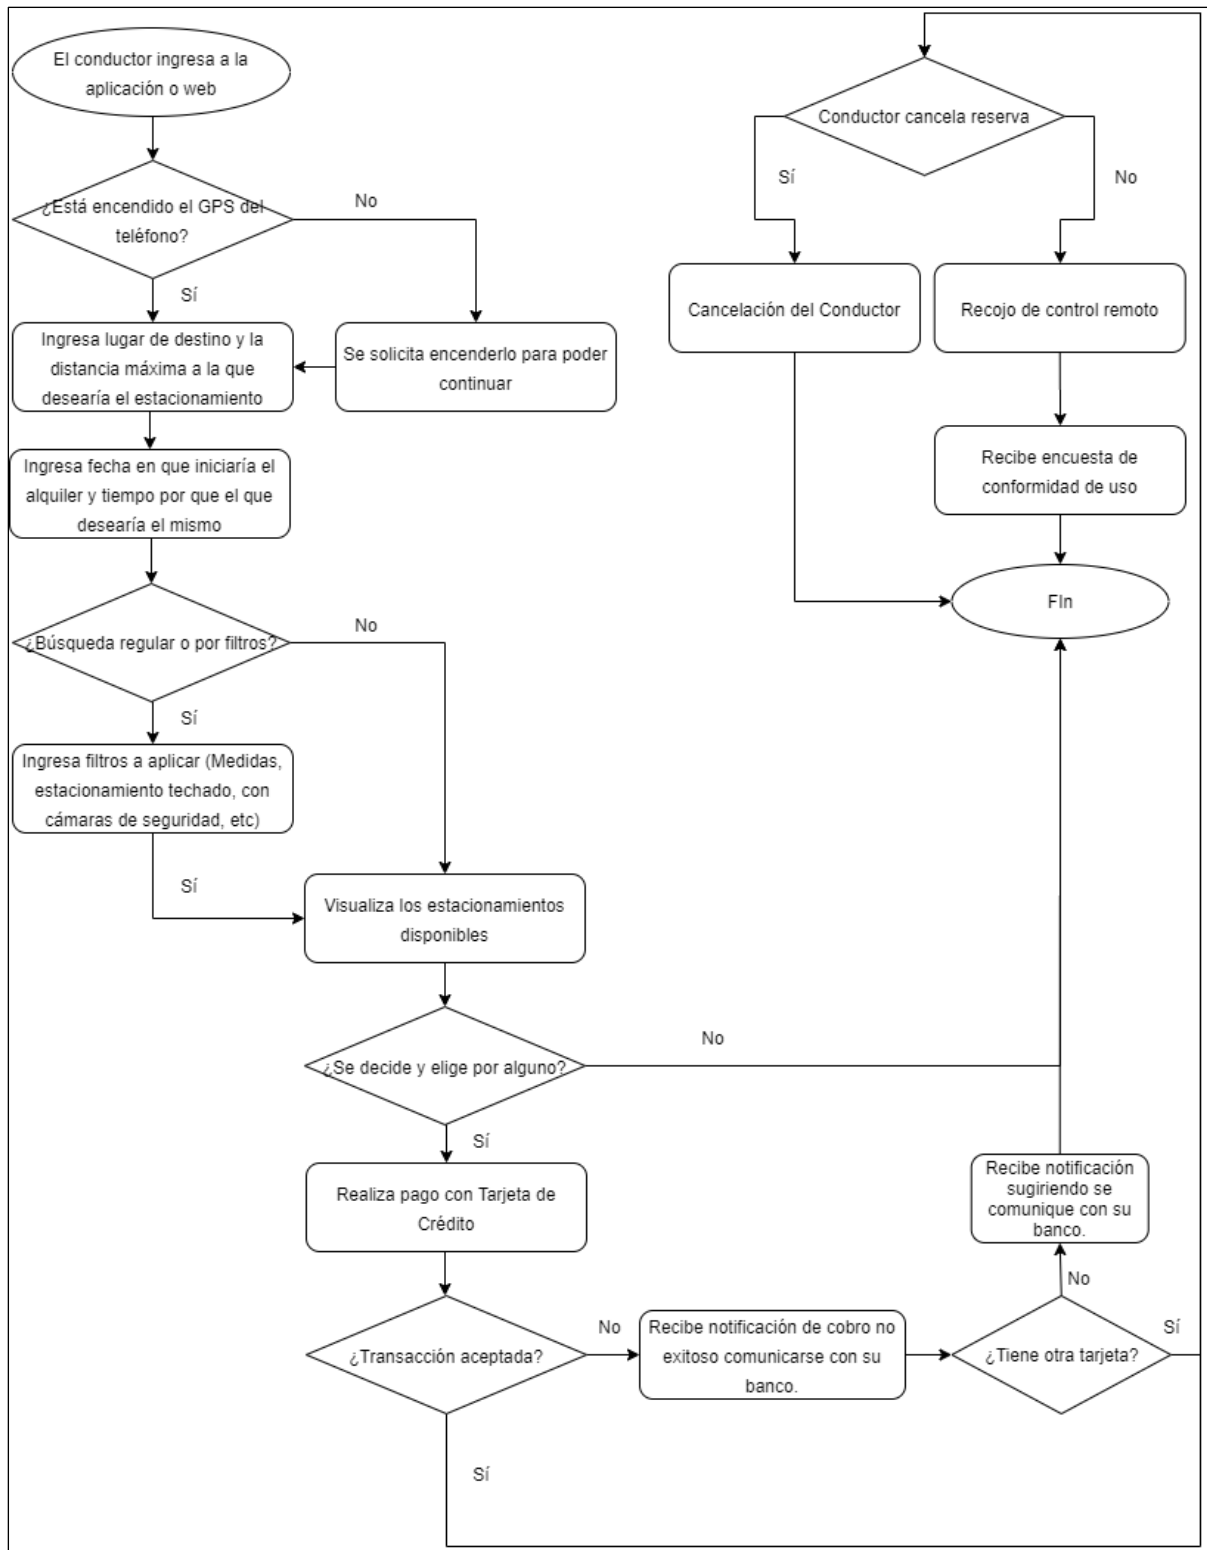 El conductor ingresa a la
aplicación o web
¿Está encendido el GPS del
teléfono?
No
Sí
Ingresa lugar de destino y la
distancia máxima a la que
desearía el estacionamiento
Se solicita encenderlo para poder
continuar
Ingresa fecha en que iniciaría el
alquiler y tiempo por que el que
desearía el mismo
¿Búsqueda regular o por filtros?
No
Sí
Ingresa filtros a aplicar (Medidas,
estacionamiento techado, con
cámaras de seguridad, etc)
Sí
Visualiza los estacionamientos
disponibles
¿Se decide y elige por alguno?
No
Sí
Realiza pago con Tarjeta de
Crédito
¿Transacción aceptada?
No
Sí
Recibe notificación de cobro no
exitoso comunicarse con su
banco.
¿Tiene otra tarjeta?
No
Sí
Recibe notificación
sugiriendo se
comunique con su
banco.
Conductor cancela reserva
Sí
No
Cancelación del Conductor
Recojo de control remoto
Recibe encuesta de
conformidad de uso
FIn